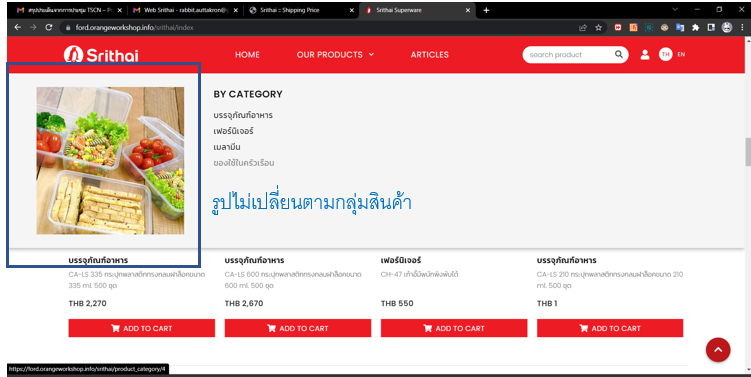 สรุปประเด็นจากการประชุม TSCN – Fo
Web Srithai - rabbit.auttakron@g
Srithai :: Shipping Price
Srithai Superware
ford.orangeworkshop.info/srithai/index
Srithai
HOME
OUR PRODUCTS
ARTICLES
search product
TH
EN
BY CATEGORY
บรรจุภัณฑ์อาหาร
เฟอร์นิเจอร์
เมลามีน
ของใช้ในครัวเรือน
รูปไม่เปลี่ยนตามกลุ่มสินค้า
บรรจุภัณฑ์อาหาร
CA-LS 335 กระปุกพลาสติกทรงกลมฝาล็อคขนาด
335 ml. 500 ชุด
THB 2,270
ADD TO CART
บรรจุภัณฑ์อาหาร
CA-LS 600 กระปุกพลาสติกทรงกลมฝาล็อคขนาด
600 ml. 500 ชุด
THB 2,670
ADD TO CART
เฟอร์นิเจอร์
CH-47 เก้าอี้มีพนักพิงพับได้
THB 550
ADD TO CART
บรรจุภัณฑ์อาหาร
CA-LS 210 กระปุกพลาสติกทรงกลมฝาล็อคขนาด 210
ml. 500 ชุด
THB 1
ADD TO CART
https://ford.orangeworkshop.info/srithai/product_category/4